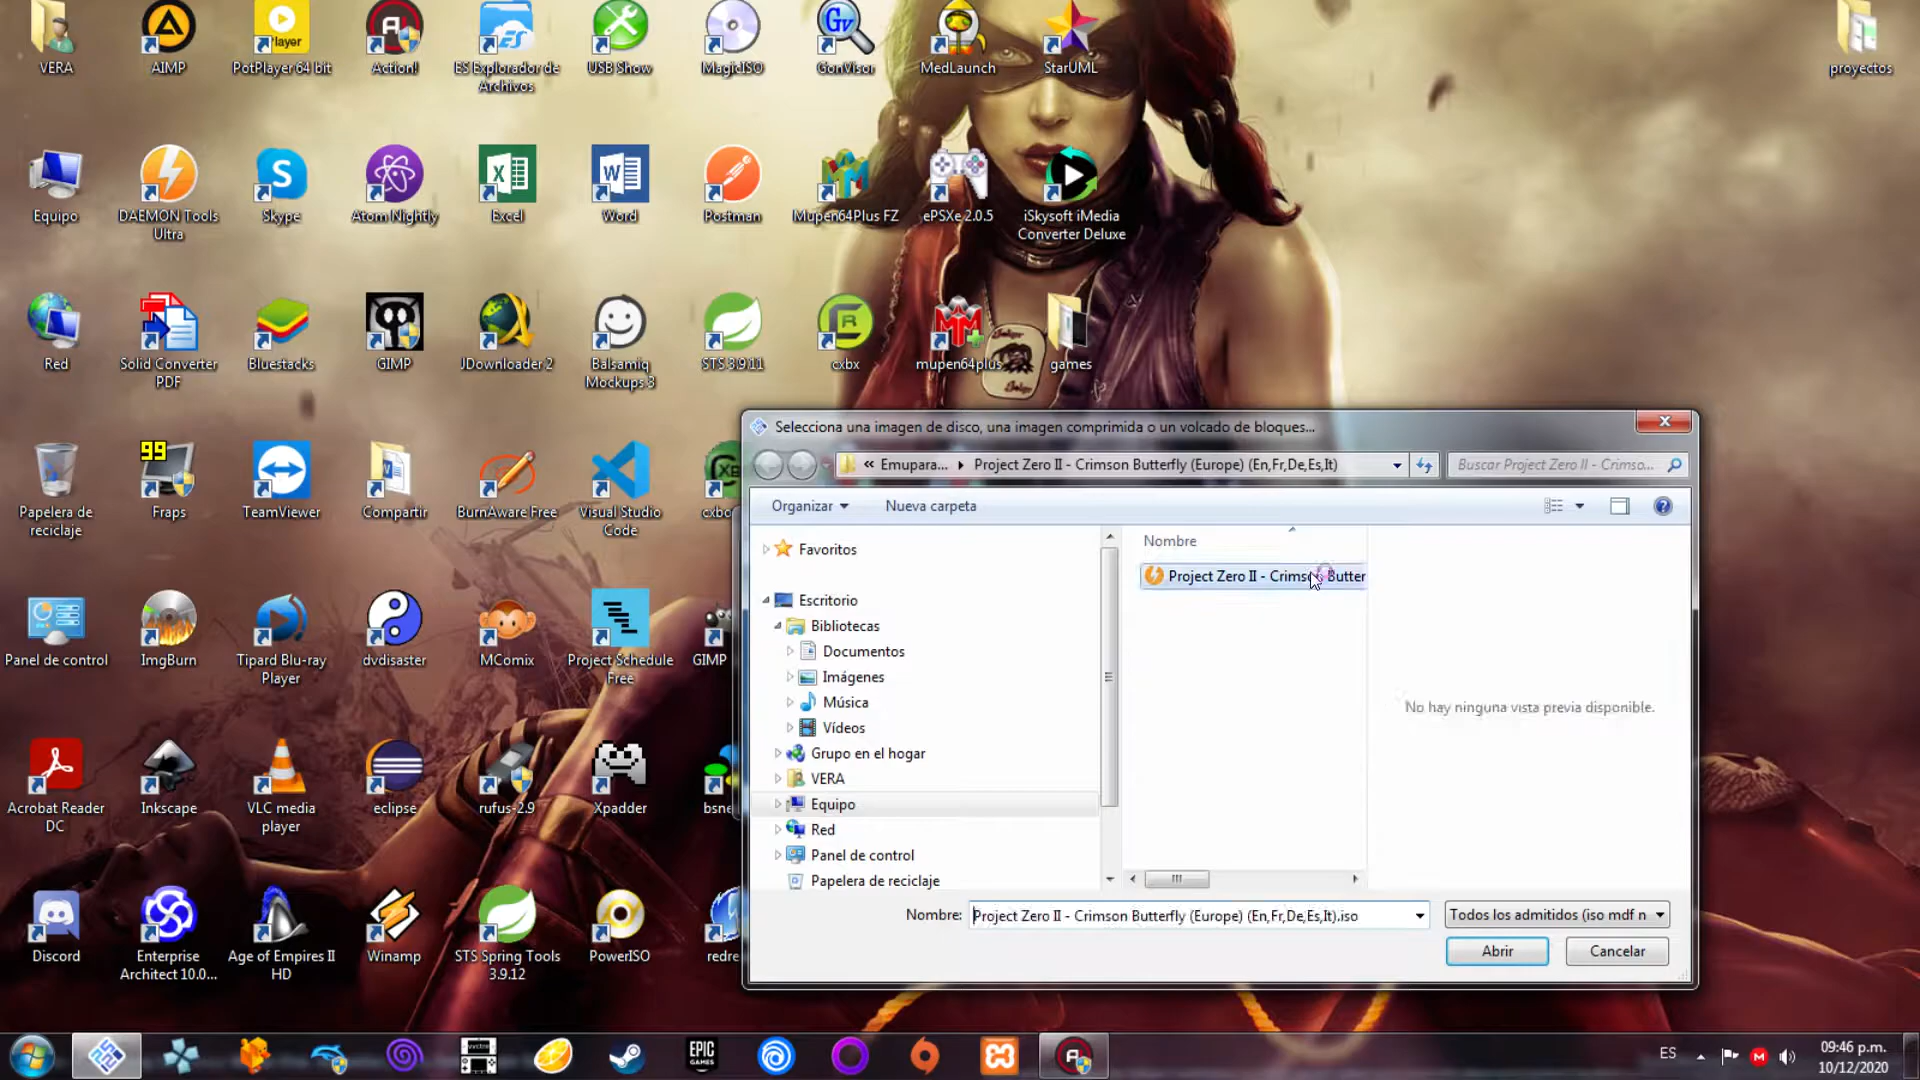 VERA
AIMP
PotPlayer 64 bit
Action!
ES Explorador de
Archivos
USB Show
MagicISO
GonVisor
MedLaunch
StarUML
proyectos
Equipo
DAEMON Tools
Ultra
Skype
Atom Nightly
Excel
Word
Postman
Mupen64Plus FZ
ePSXe 2.0.5
iSkysoft iMedia
Converter Deluxe
Red
Solid Converter
PDF
Bluestacks
GIMP
JDownloader 2
Balsamiq
Mockups 3
STS 3.9.11
cxbx
mupen64plus
games
Papelera de
reciclaje
Fraps
TeamViewer
Compartir
BurnAware Free
Visual Studio
Code
cxbx
Panel de control
ImgBurn
Tipard Blu-ray
Player
dvdisaster
MComix
Project Schedule
Free
GIMP
Acrobat Reader
DC
Inkscape
VLC media
player
eclipse
rufus-2.9
Xpadder
bsne
Discord
Enterprise
Architect 10.0...
Age of Empires II
HD
Winamp
STS Spring Tools
3.9.12
PowerISO
redre
Selecciona una imagen de disco, una imagen comprimida o un volcado de bloques...
« Emupara... ▸ Project Zero II - Crimson Butterfly (Europe) (En,Fr,De,Es,It)
Buscar Project Zero II - Crimso...
Organizar
Nueva carpeta
Favoritos
Escritorio
Bibliotecas
Documentos
Imágenes
Música
Vídeos
Grupo en el hogar
VERA
Equipo
Red
Panel de control
Papelera de reciclaje
Nombre
Project Zero II - Crimson Butter
No hay ninguna vista previa disponible.
Nombre:
Project Zero II - Crimson Butterfly (Europe) (En,Fr,De,Es,It).iso
Todos los admitidos (iso mdf n
Abrir
Cancelar
EPIC
GAMES
ES
09:46 p.m.
10/12/2020